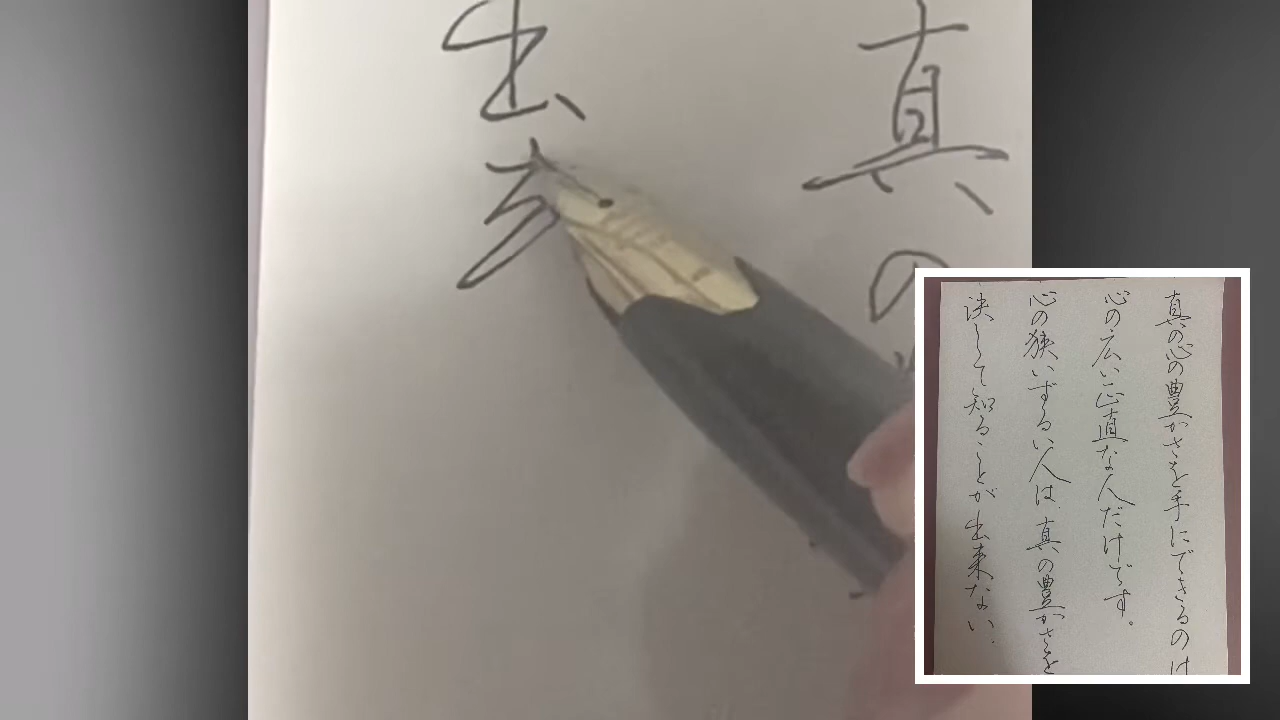 真の
出来
真の心の豊かさを手にできるのは
心の広い正直な人だけです。
心の狭いずるい人は、真の豊かさを
決して知ることが出来ない.